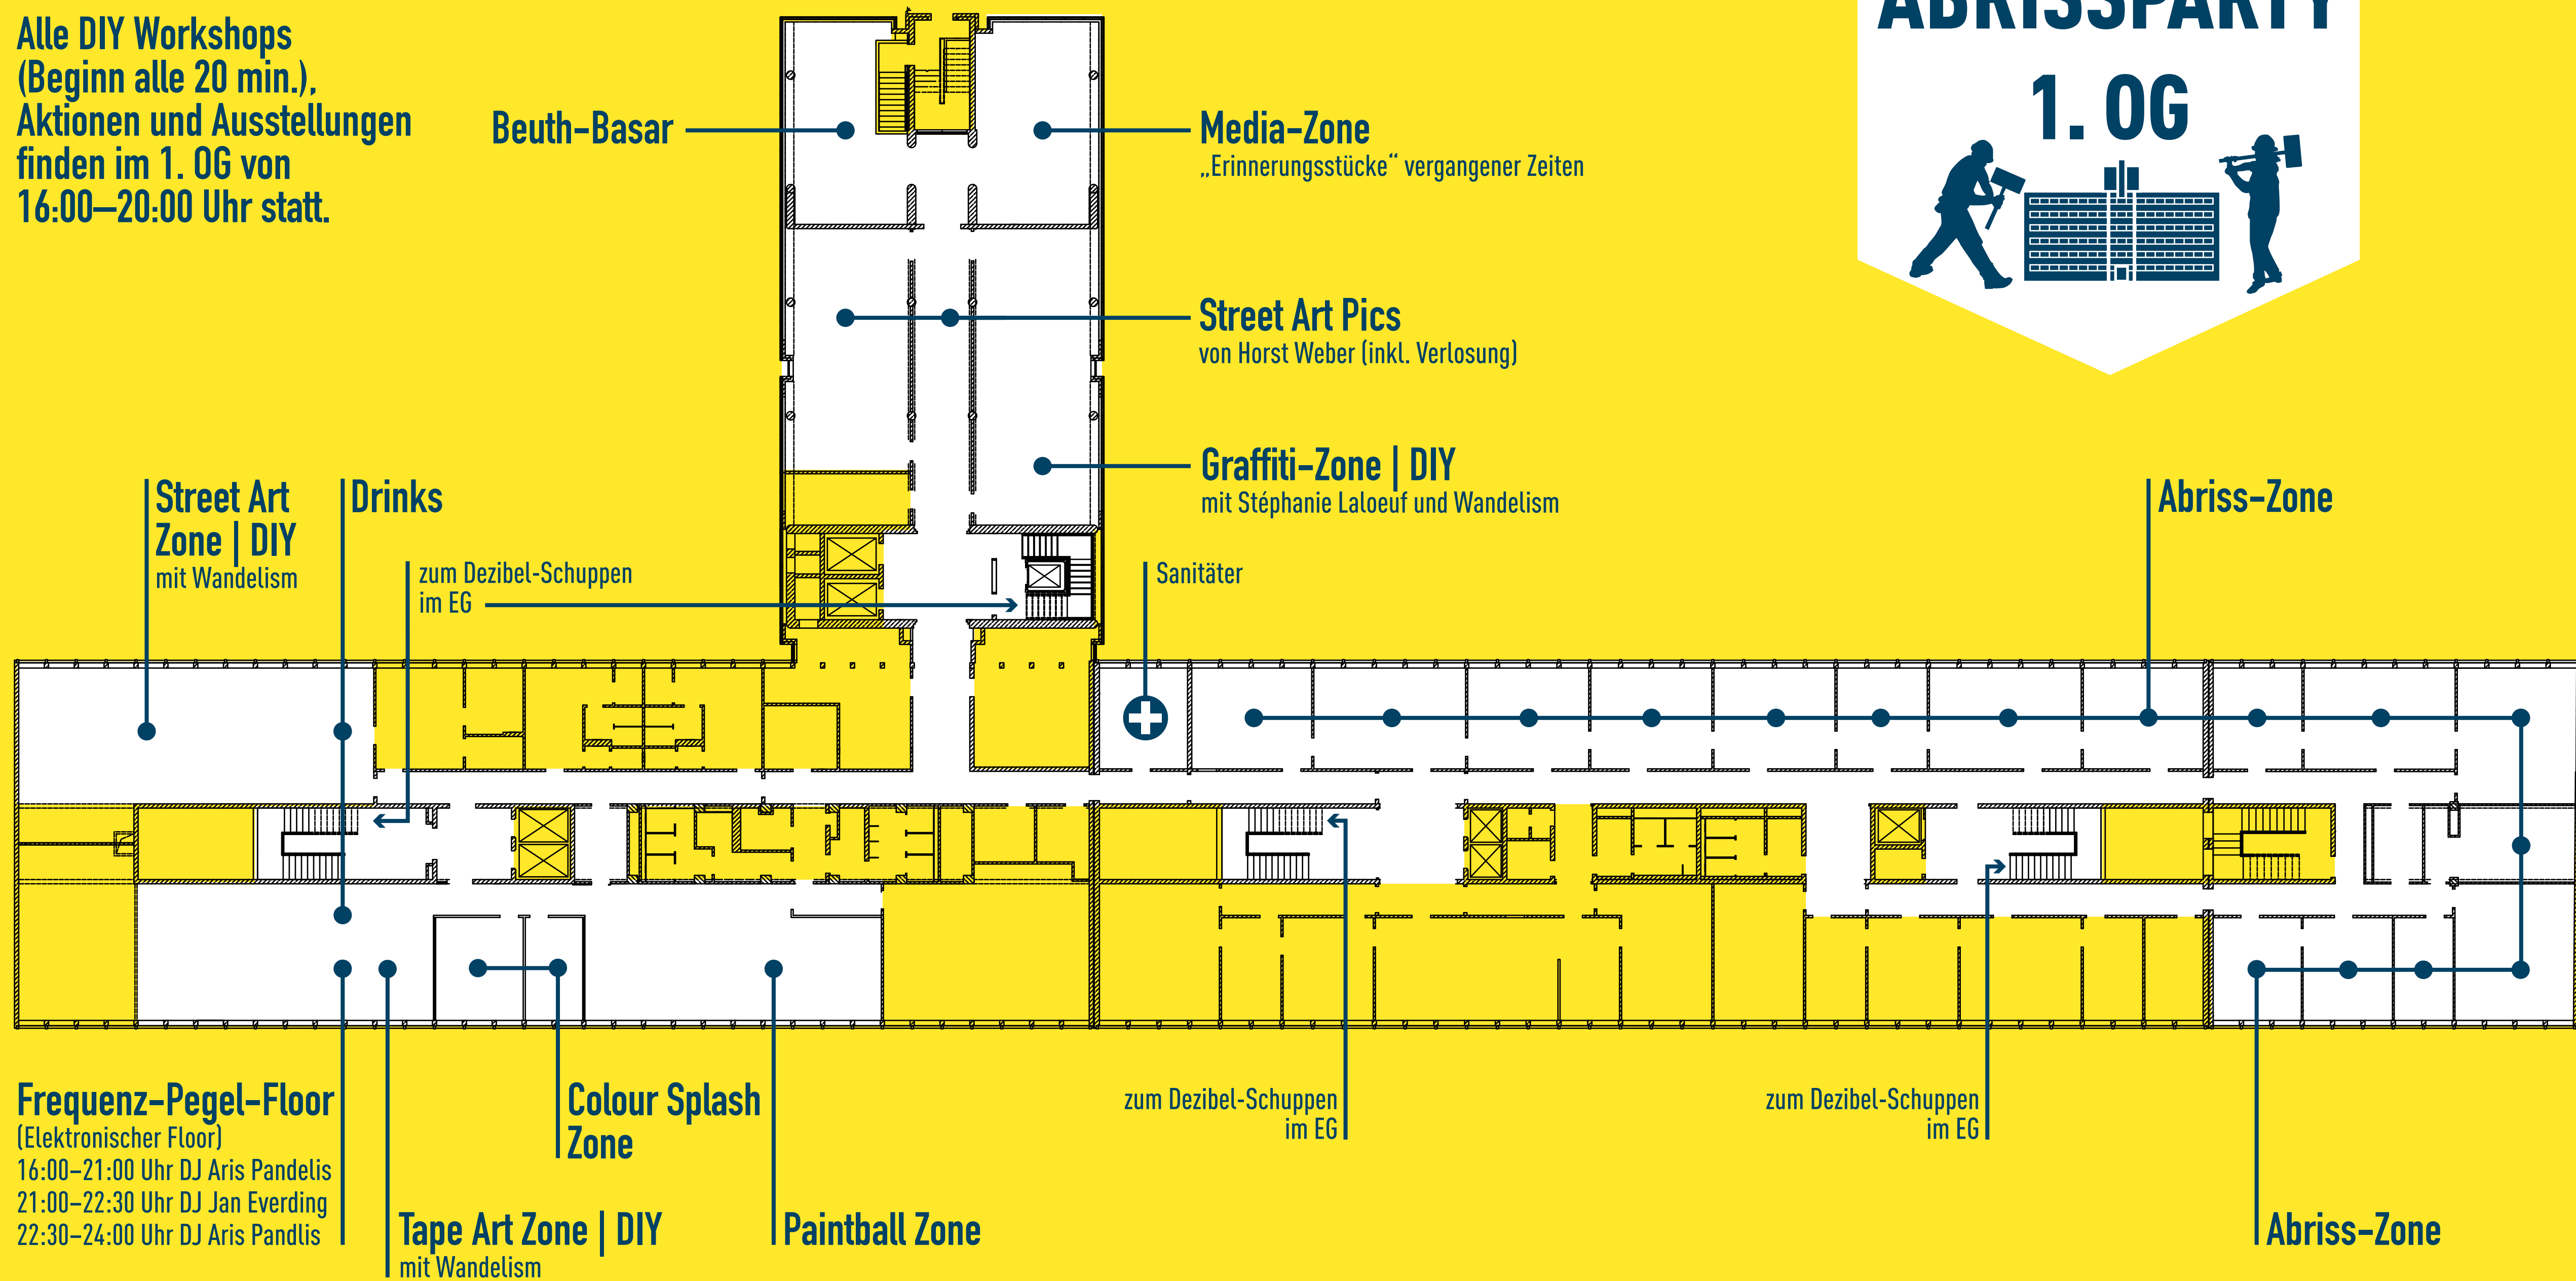 Alle DIY Workshops
(Beginn alle 20 min.),
Aktionen und Ausstellungen
finden im 1. OG von
16:00–20:00 Uhr statt.
ABRISSPARTY
1. OG
Beuth-Basar
Media-Zone
„Erinnerungsstücke“ vergangener Zeiten
Street Art Pics
von Horst Weber (inkl. Verlosung)
Graffiti-Zone | DIY
mit Stéphanie Laloeuf und Wandelism
Street Art
Zone | DIY
mit Wandelism
Drinks
zum Dezibel-Schuppen
im EG
Sanitäter
Abriss-Zone
Frequenz-Pegel-Floor
(Elektronischer Floor)
16:00–21:00 Uhr DJ Aris Pandelis
21:00–22:30 Uhr DJ Jan Everding
22:30–24:00 Uhr DJ Aris Pandlis
Tape Art Zone | DIY
mit Wandelism
Colour Splash
Zone
Paintball Zone
zum Dezibel-Schuppen
im EG
zum Dezibel-Schuppen
im EG
Abriss-Zone